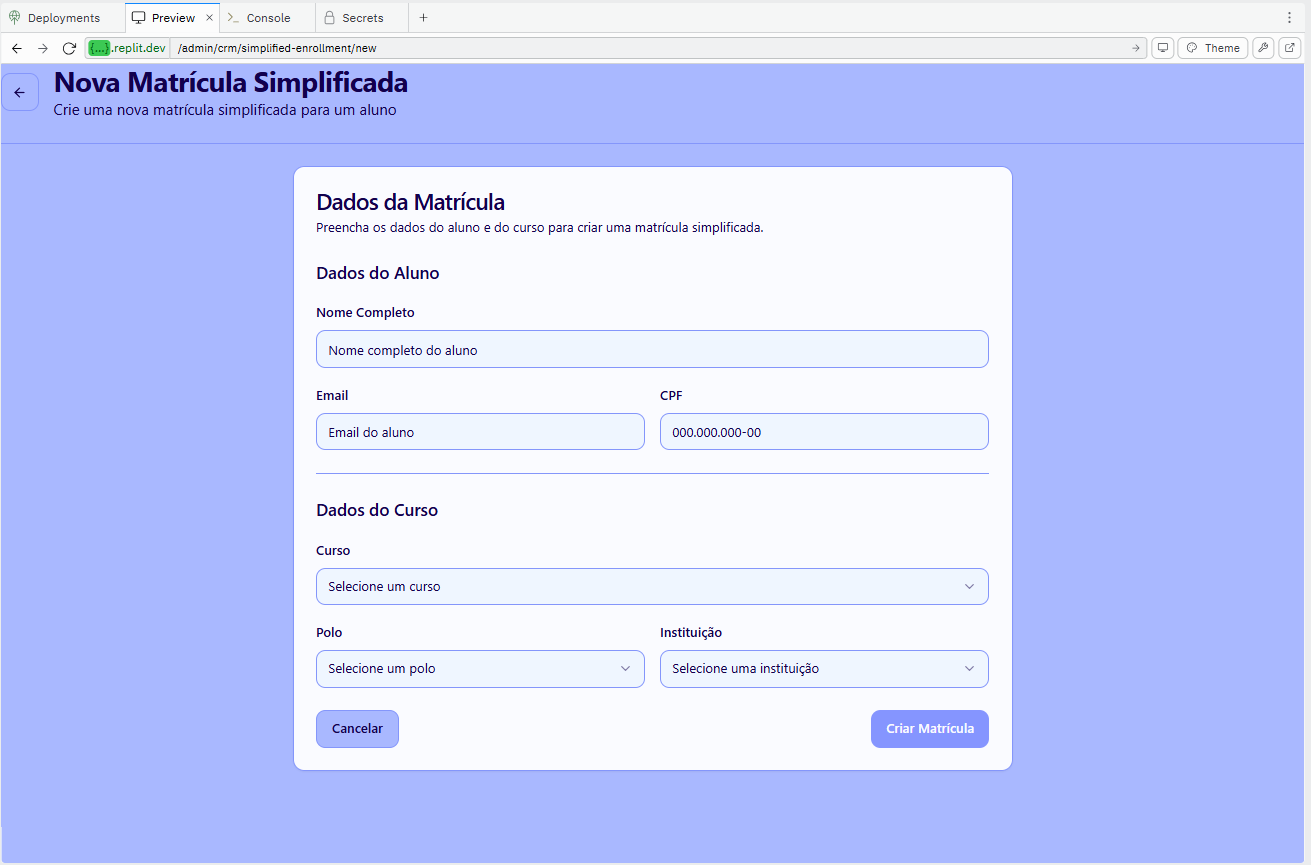 Deployments Preview × Console Secrets +
{...}.replit.dev /admin/crm/simplified-enrollment/new Theme
Nova Matrícula Simplificada
Crie uma nova matrícula simplificada para um aluno
Dados da Matrícula
Preencha os dados do aluno e do curso para criar uma matrícula simplificada.
Dados do Aluno
Nome Completo
Nome completo do aluno
Email CPF
Email do aluno 000.000.000-00
Dados do Curso
Curso
Selecione um curso
Polo Instituição
Selecione um polo Selecione uma instituição
Cancelar Criar Matrícula